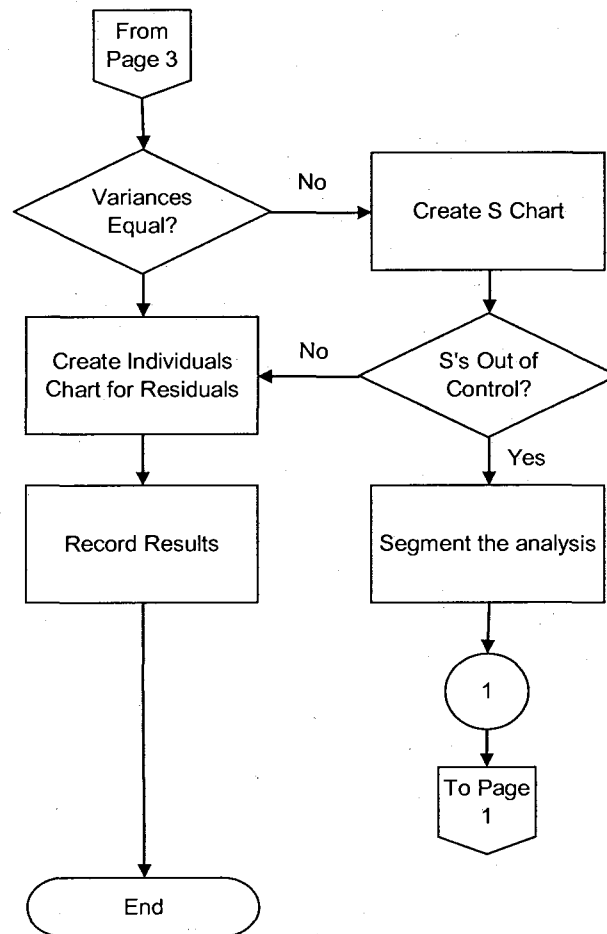 From
Page 3
Variances
Equal?
No
Create S Chart
Create Individuals
Chart for Residuals
No
S's Out of
Control?
Yes
Record Results
Segment the analysis
1
To Page
1
End